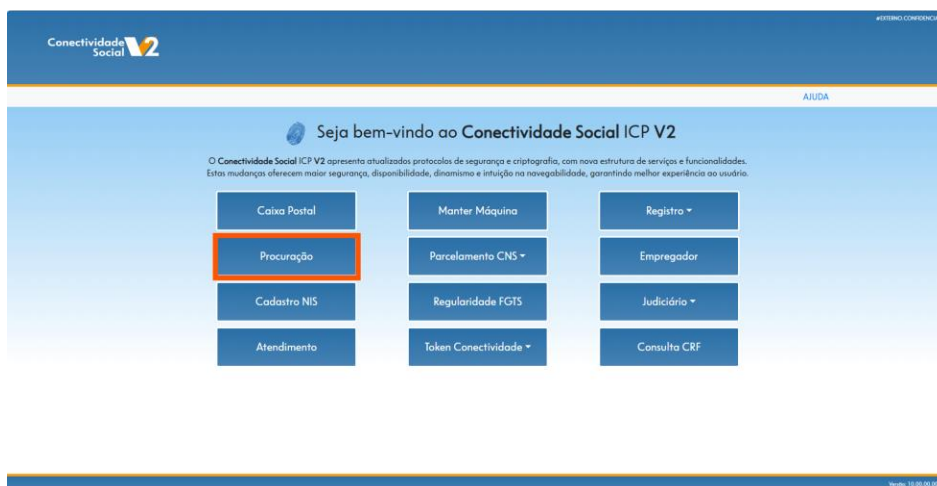 #EXTERNO.CONFIDENCIAL
Conectividade
Social V2
AJUDA
Seja bem-vindo ao Conectividade Social ICP V2
O Conectividade Social ICP V2 apresenta atualizados protocolos de segurança e criptografia, com nova estrutura de serviços e funcionalidades.
Estas mudanças oferecem maior segurança, disponibilidade, dinamismo e intuição na navegabilidade, garantindo melhor experiência ao usuário.
Caixa Postal
Manter Máquina
Registro
Procuração
Parcelamento CNS
Empregador
Cadastro NIS
Regularidade FGTS
Judiciário
Atendimento
Token Conectividade
Consulta CRF
Versão: